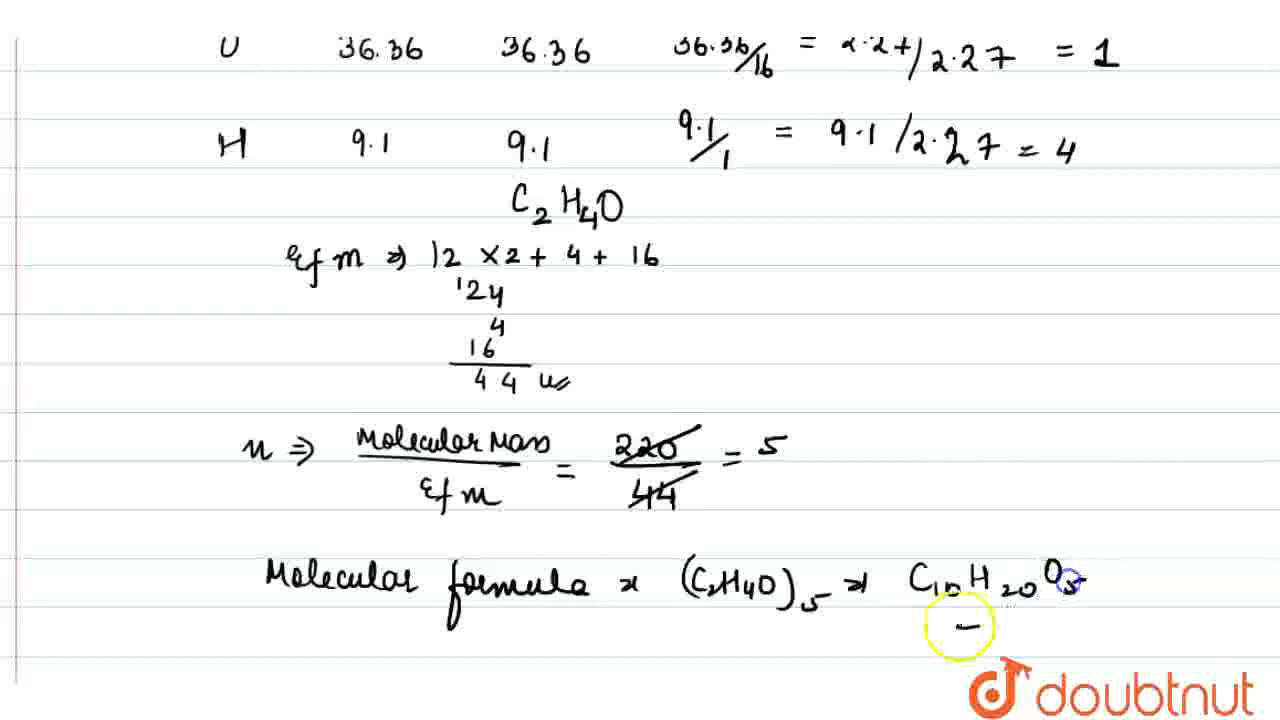 O 36.36 36.36 36.36/16 = 2.27/2.27 = 1
H 9.1 9.1 9.1/1 = 9.1/2.27 = 4
C2H4O
Efm ⇒ 12 × 2 + 4 + 16
124
4
16
44 u
n ⇒ Molecular Mass / Efm = 220/44 = 5
Molecular formula ⇒ (C2H4O)5 ⇒ C10H20O5
doubtnut